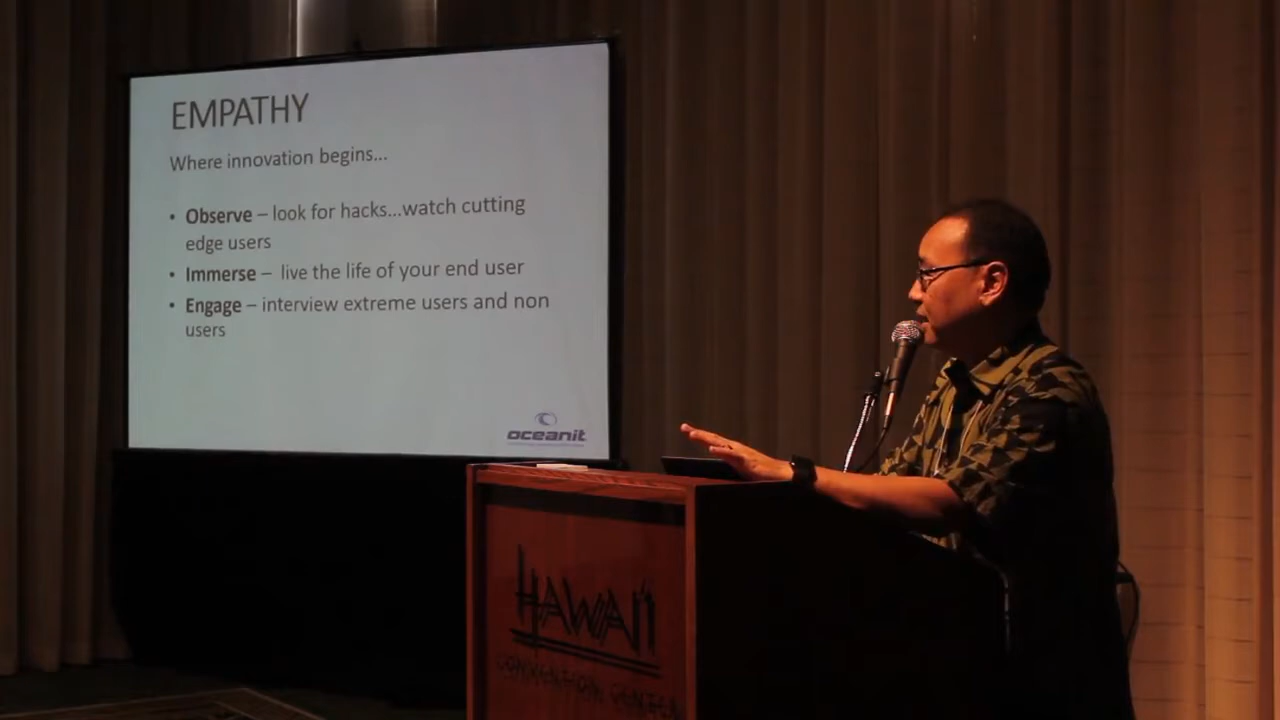 EMPATHY
Where innovation begins...
• Observe – look for hacks...watch cutting
edge users
• Immerse – live the life of your end user
• Engage – interview extreme users and non
users
oceanit
HAWAI'I
CONVENTION CENTER